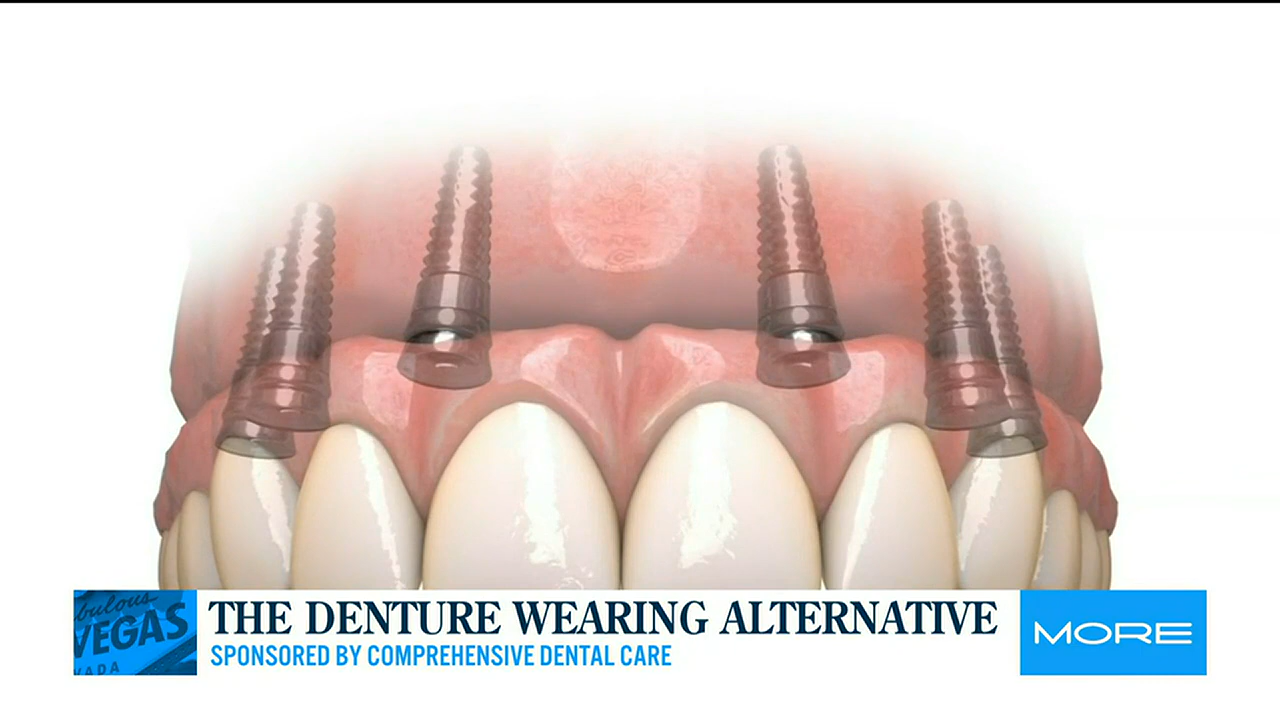 VEGAS
THE DENTURE WEARING ALTERNATIVE
SPONSORED BY COMPREHENSIVE DENTAL CARE
MORE